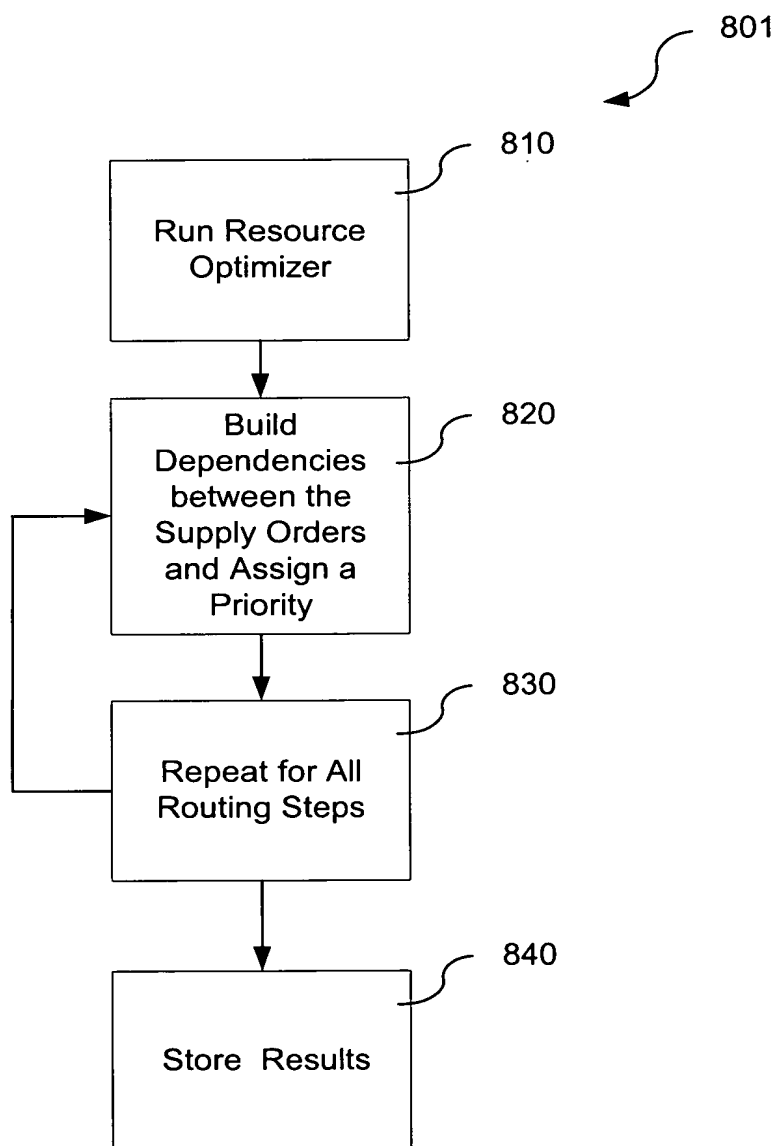 801
810
Run Resource
Optimizer
820
Build
Dependencies
between the
Supply Orders
and Assign a
Priority
830
Repeat for All
Routing Steps
840
Store Results